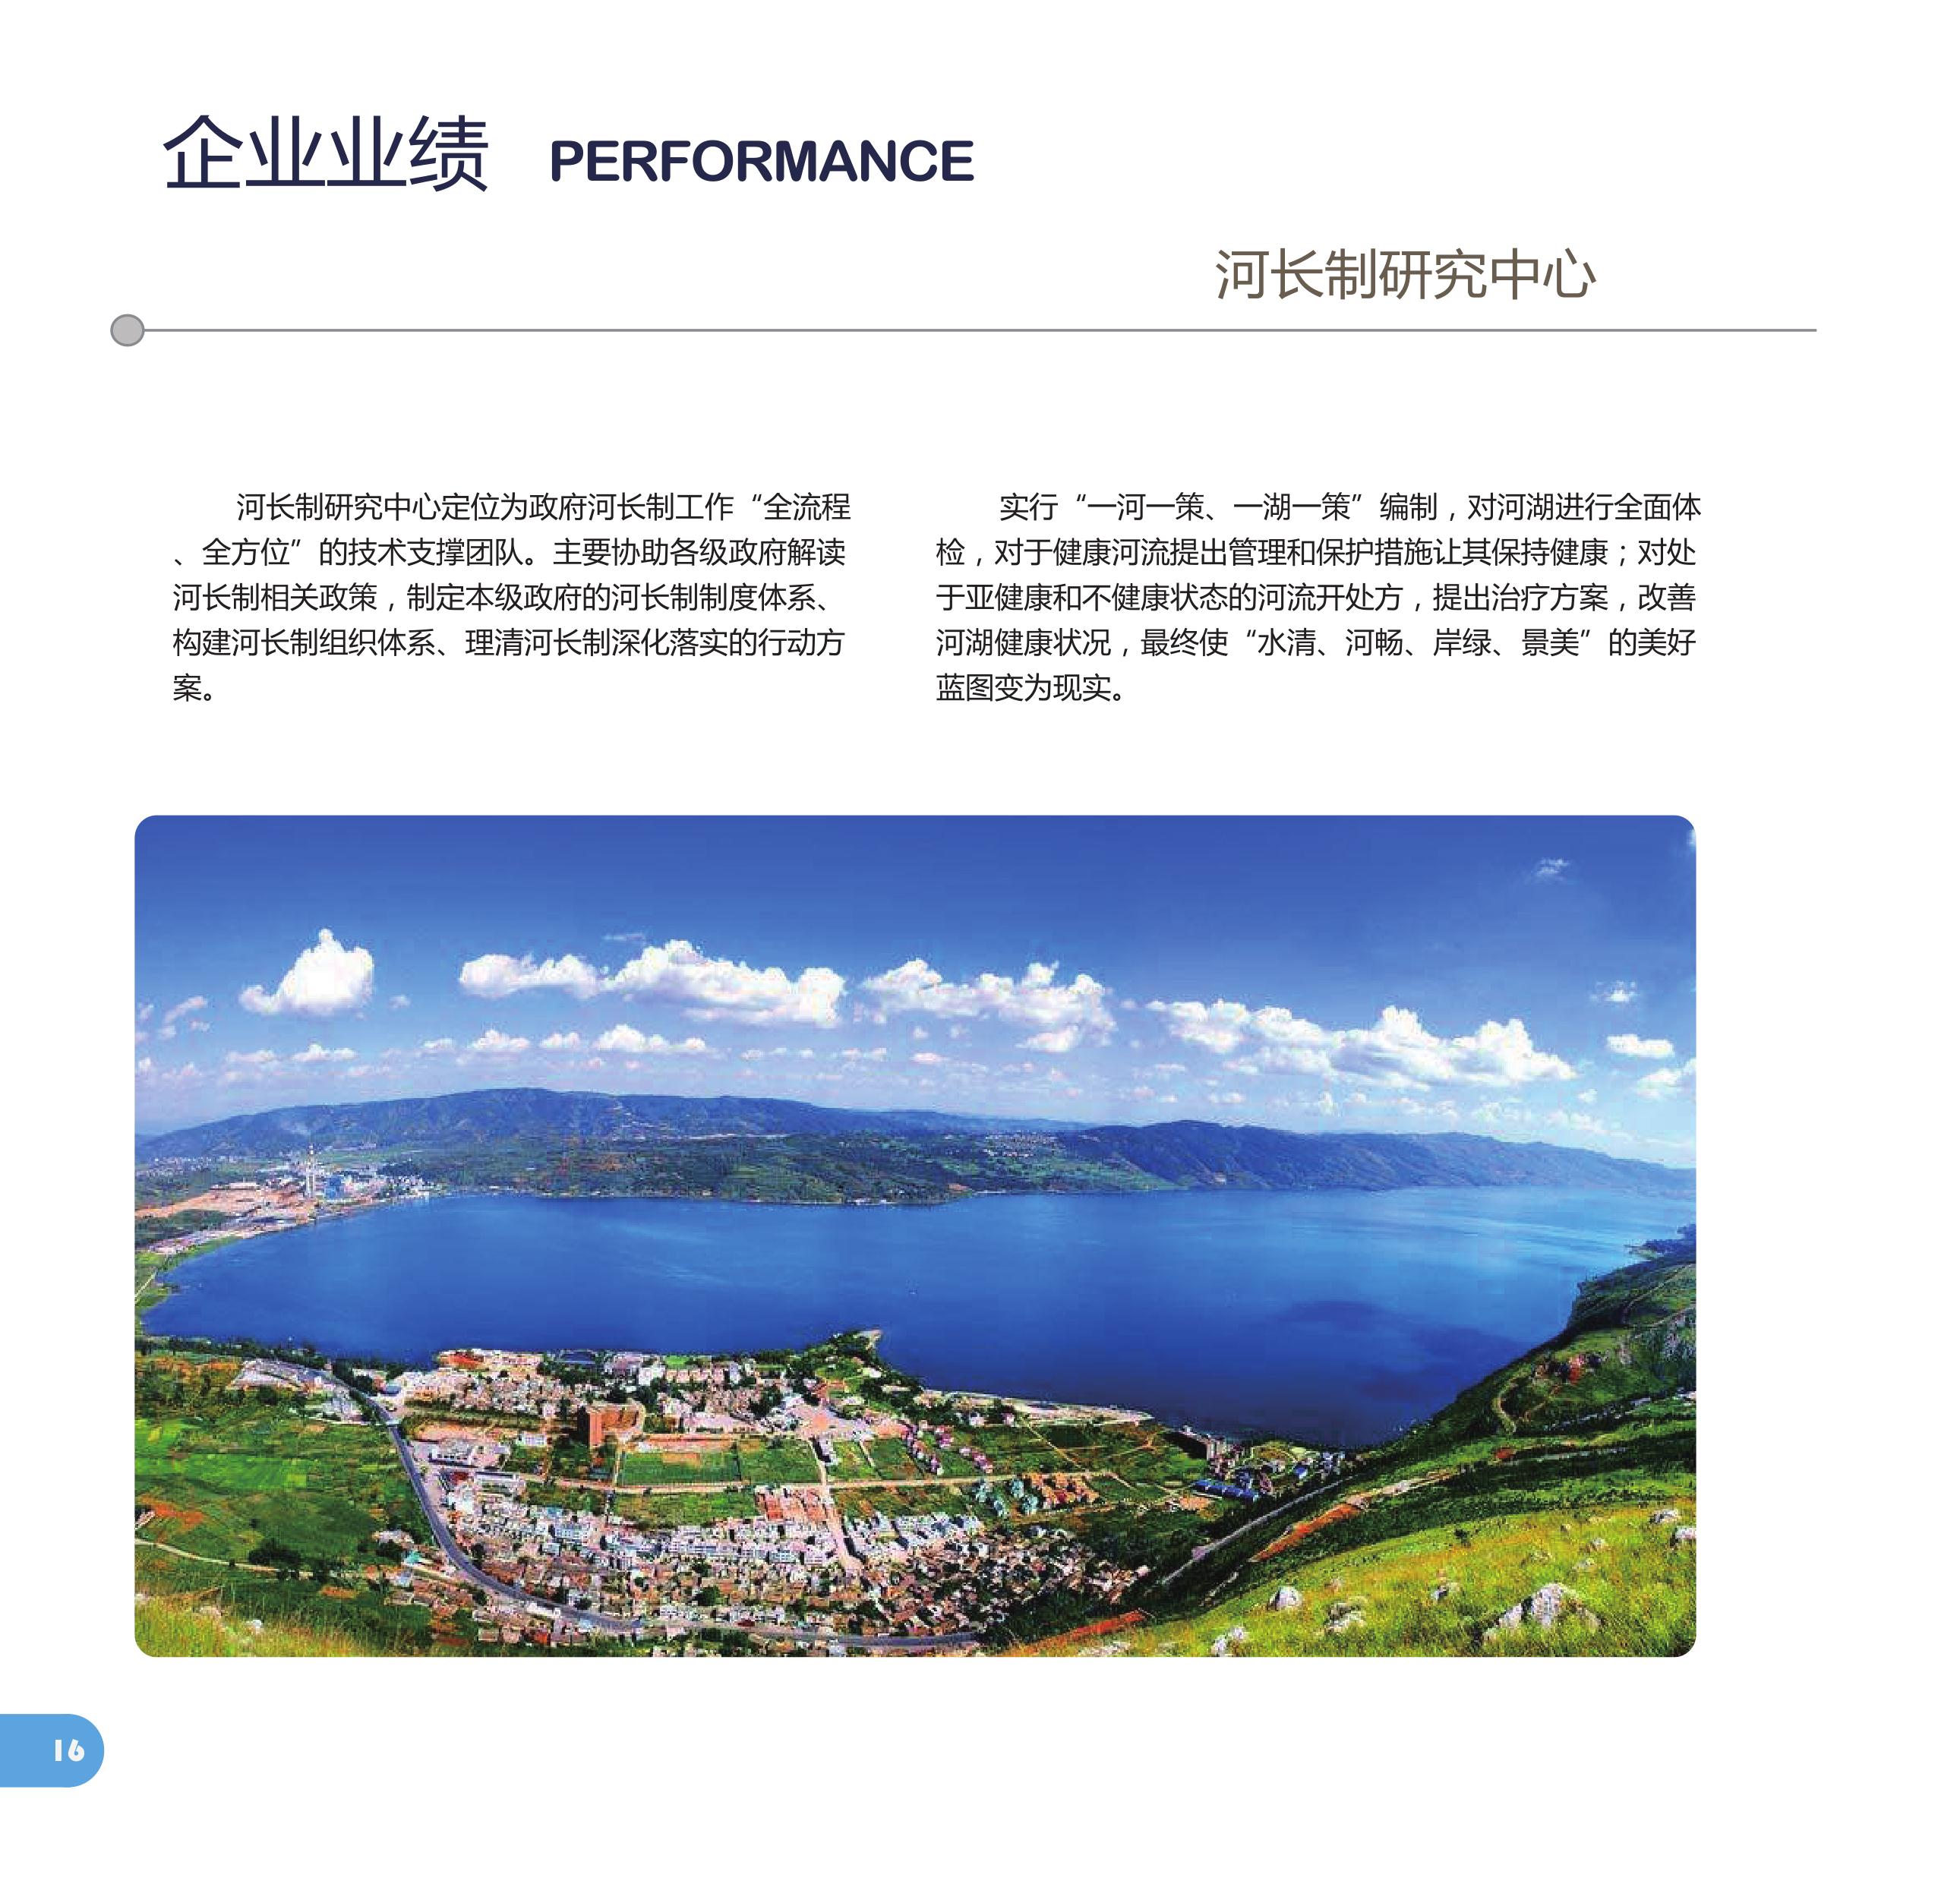 企业业绩 PERFORMANCE
河长制研究中心
河长制研究中心定位为政府河长制工作“全流程
、全方位”的技术支撑团队。主要协助各级政府解读
河长制相关政策，制定本级政府的河长制制度体系、
构建河长制组织体系、理清河长制深化落实的行动方
案。
实行“一河一策、一湖一策”编制，对河湖进行全面体
检，对于健康河流提出管理和保护措施让其保持健康；对处
于亚健康和不健康状态的河流开处方，提出治疗方案，改善
河湖健康状况，最终使“水清、河畅、岸绿、景美”的美好
蓝图变为现实。
16